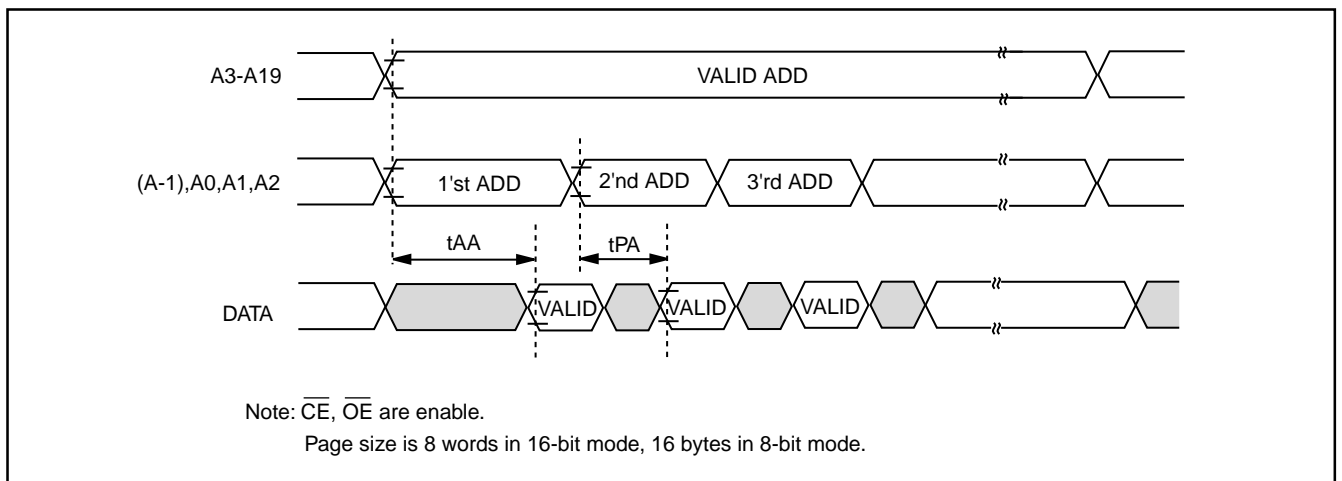 A3-A19
VALID ADD
(A-1),A0,A1,A2
1'st ADD
2'nd ADD
3'rd ADD
tAA
tPA
DATA
VALID
VALID
VALID
Note: CE, OE are enable.
Page size is 8 words in 16-bit mode, 16 bytes in 8-bit mode.